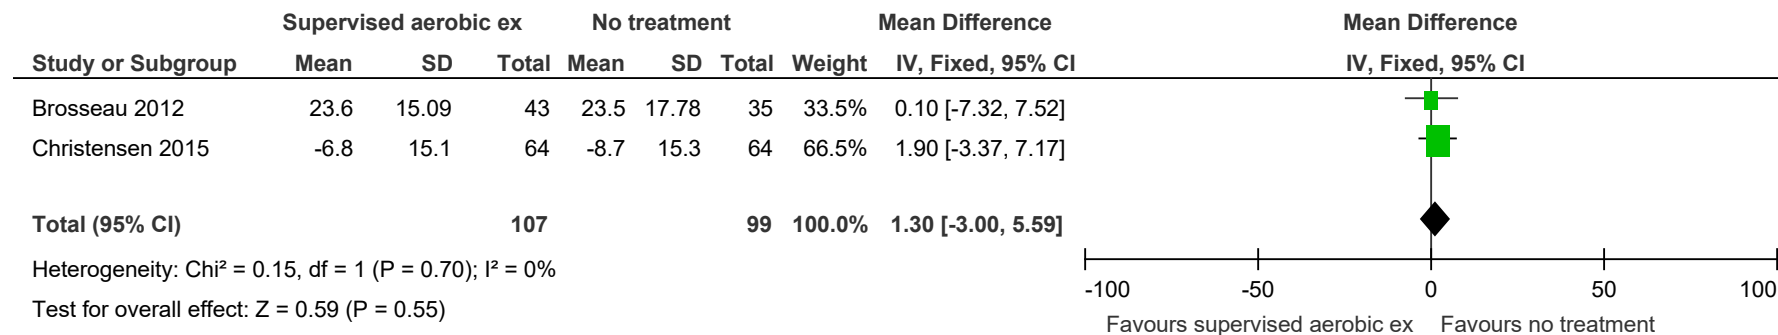 Supervised aerobic ex No treatment Mean Difference Mean Difference
Study or Subgroup Mean SD Total Mean SD Total Weight IV, Fixed, 95% CI IV, Fixed, 95% CI
Brosseau 2012 23.6 15.09 43 23.5 17.78 35 33.5% 0.10 [-7.32, 7.52]
Christensen 2015 -6.8 15.1 64 -8.7 15.3 64 66.5% 1.90 [-3.37, 7.17]
Total (95% CI) 107 99 100.0% 1.30 [-3.00, 5.59]
Heterogeneity: Chi² = 0.15, df = 1 (P = 0.70); I² = 0%
Test for overall effect: Z = 0.59 (P = 0.55)
-100 -50 0 50 100
Favours supervised aerobic ex Favours no treatment